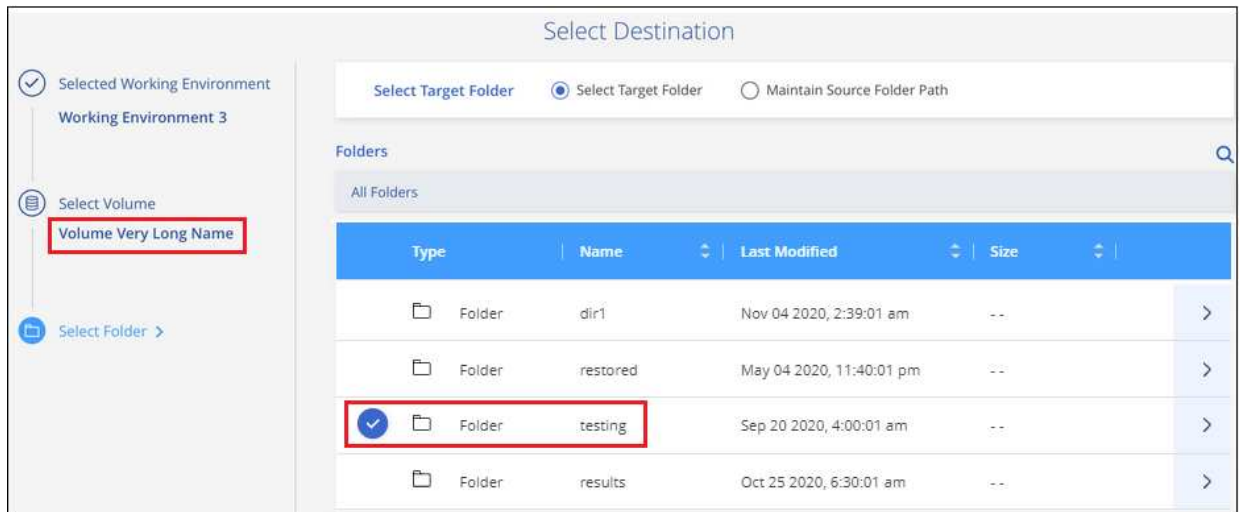 Select Destination
Selected Working Environment
Working Environment 3
Select Volume
Volume Very Long Name
Select Folder >
Select Target Folder Select Target Folder Maintain Source Folder Path
Folders
All Folders
Type Name Last Modified Size
Folder dir1 Nov 04 2020, 2:39:01 am --
Folder restored May 04 2020, 11:40:01 pm --
Folder testing Sep 20 2020, 4:00:01 am --
Folder results Oct 25 2020, 6:30:01 am --